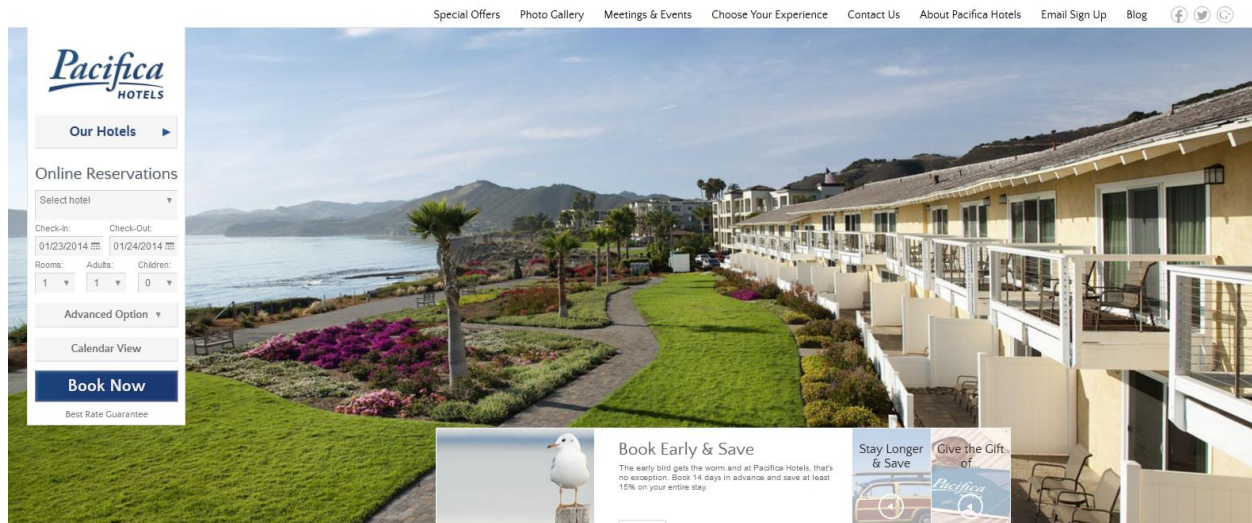 Special Offers Photo Gallery Meetings & Events Choose Your Experience Contact Us About Pacifica Hotels Email Sign Up Blog
Pacifica
HOTELS
Our Hotels
Online Reservations
Select hotel
Check-In: Check-Out:
01/23/2014 01/24/2014
Rooms: Adults: Children:
1 1 0
Advanced Option
Calendar View
Book Now
Best Rate Guarantee
Book Early & Save
The early bird gets the worm and at Pacifica Hotels, that's
no exception. Book 14 days in advance and save at least
15% on your entire stay.
Stay Longer
& Save
Give the Gift
of...
Pacifica